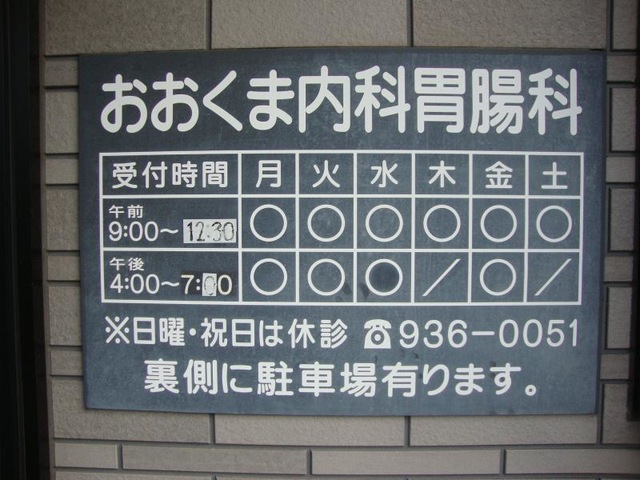 おおくま内科胃腸科
受付時間 月 火 水 木 金 土
午前
9:00～12:30 ○ ○ ○ ○ ○ ○
午後
4:00～7:00 ○ ○ ○ ／ ○ ／
※日曜・祝日は休診 ☎936-0051
裏側に駐車場有ります。